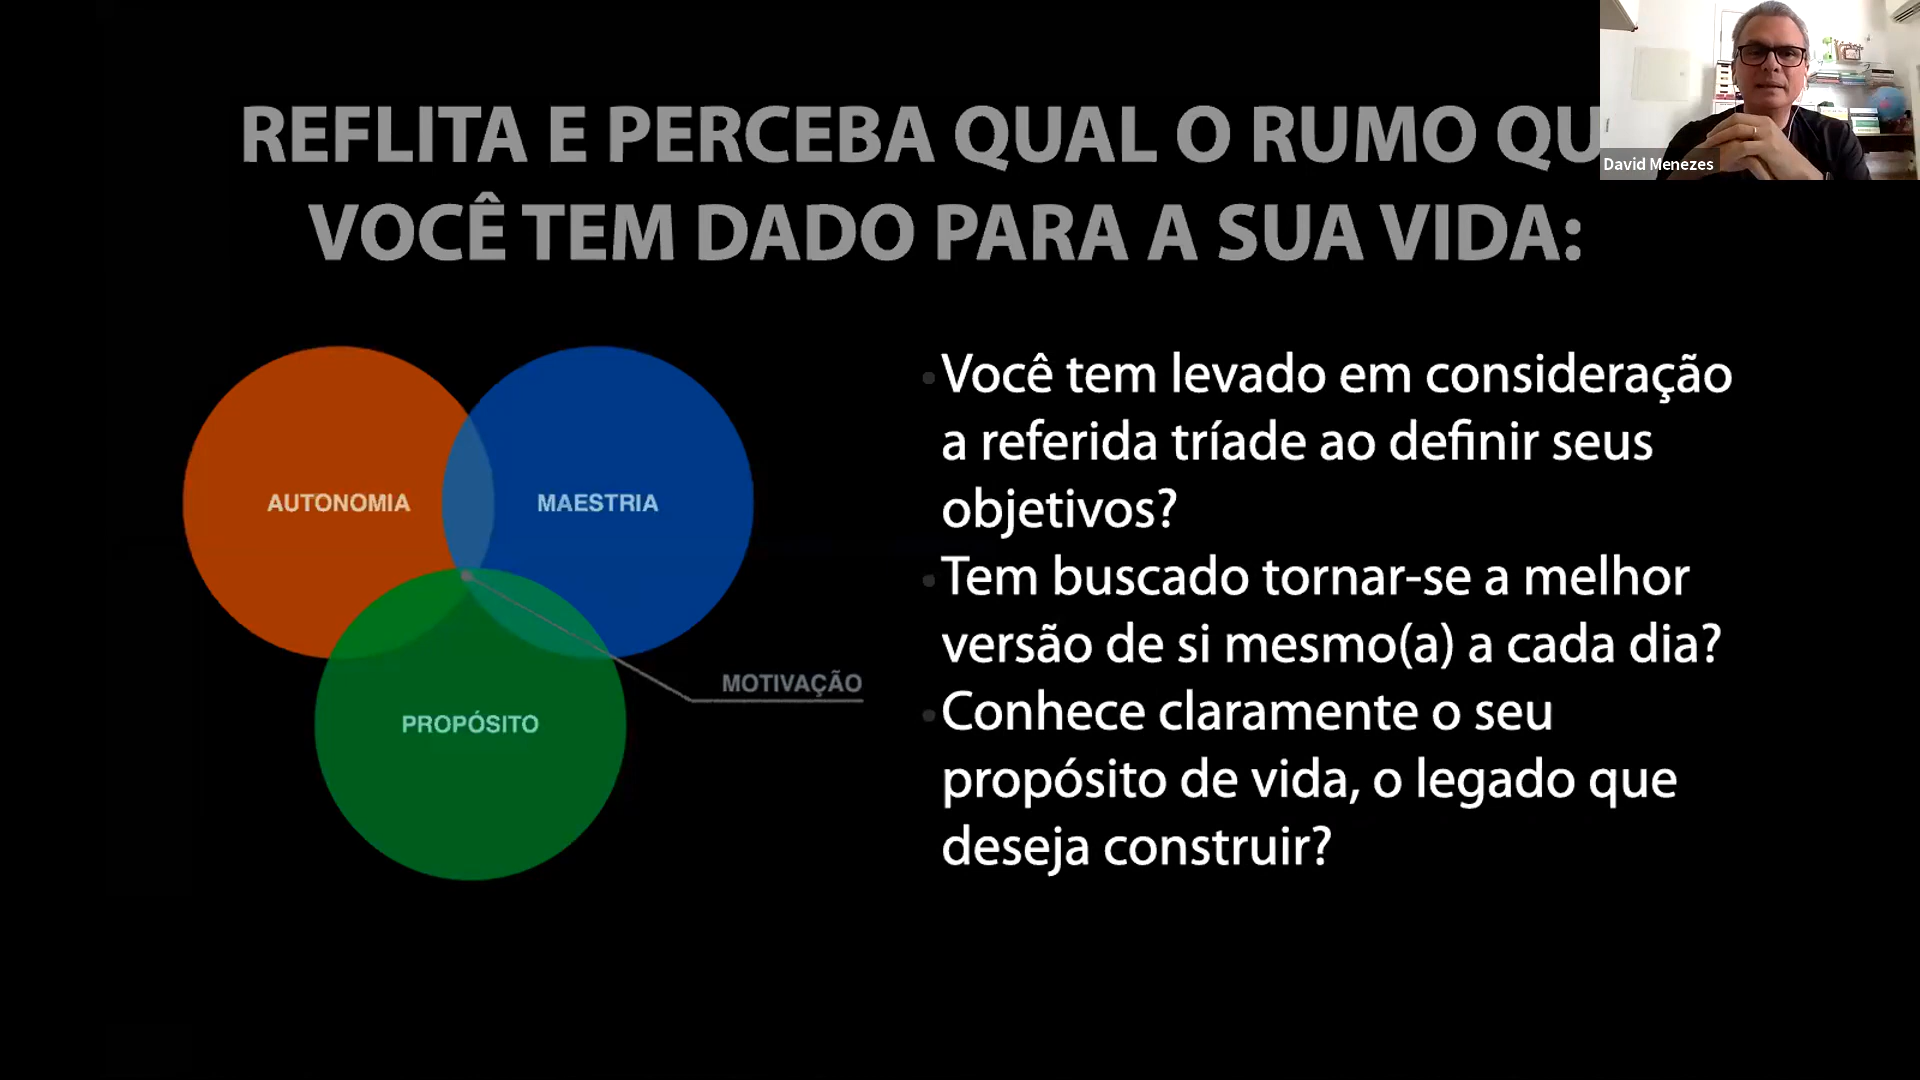 REFLITA E PERCEBA QUAL O RUMO QU
VOCÊ TEM DADO PARA A SUA VIDA:
David Menezes
AUTONOMIA
MAESTRIA
PROPÓSITO
MOTIVAÇÃO
Você tem levado em consideração
a referida tríade ao definir seus
objetivos?
Tem buscado tornar-se a melhor
versão de si mesmo(a) a cada dia?
Conhece claramente o seu
propósito de vida, o legado que
deseja construir?